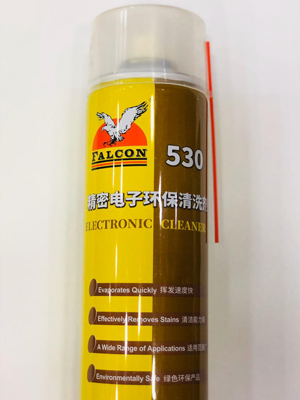 FALCON
530
精密电子环保清洗剂
ELECTRONIC CLEANER
Evaporates Quickly 挥发速度快
Effectively Removes Stains 清洁能力
A Wide Range of Applications 适用范围
Environmentally Safe 绿色环保产品